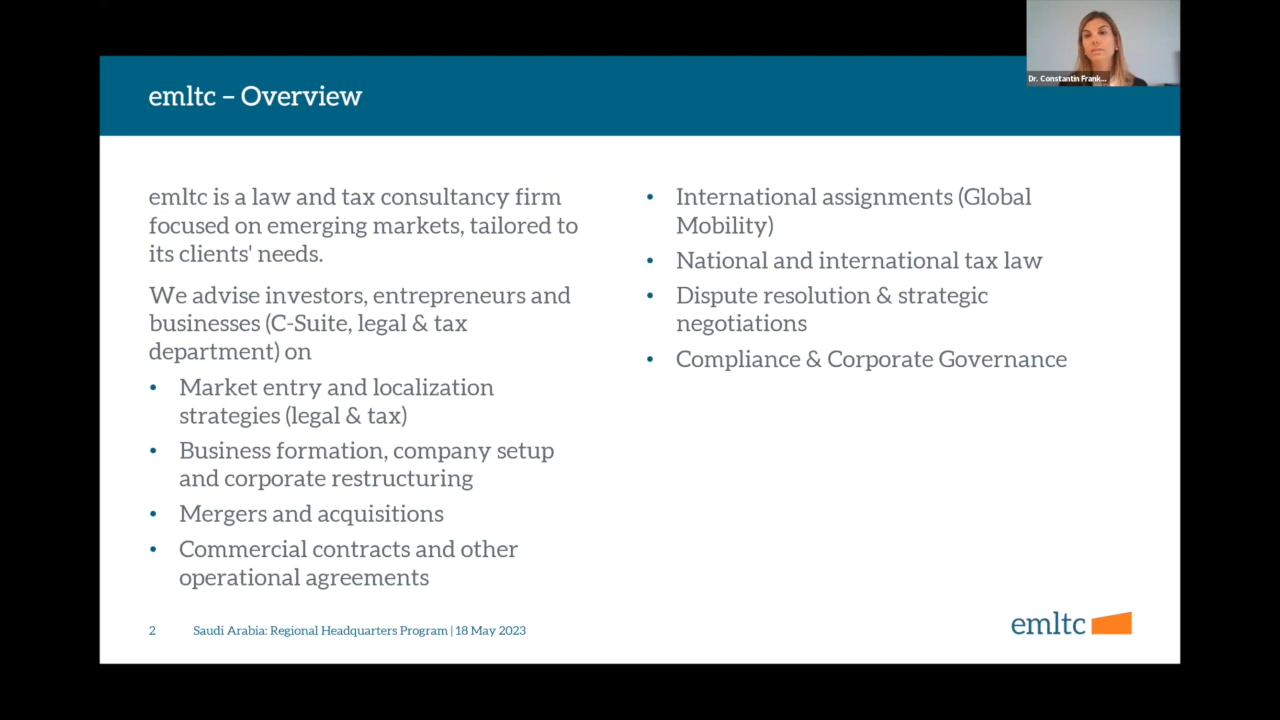 Dr. Constantin Frank...
emltc – Overview
emltc is a law and tax consultancy firm
focused on emerging markets, tailored to
its clients' needs.
We advise investors, entrepreneurs and
businesses (C-Suite, legal & tax
department) on
• Market entry and localization
strategies (legal & tax)
• Business formation, company setup
and corporate restructuring
• Mergers and acquisitions
• Commercial contracts and other
operational agreements
• International assignments (Global
Mobility)
• National and international tax law
• Dispute resolution & strategic
negotiations
• Compliance & Corporate Governance
2 Saudi Arabia: Regional Headquarters Program | 18 May 2023
emltc